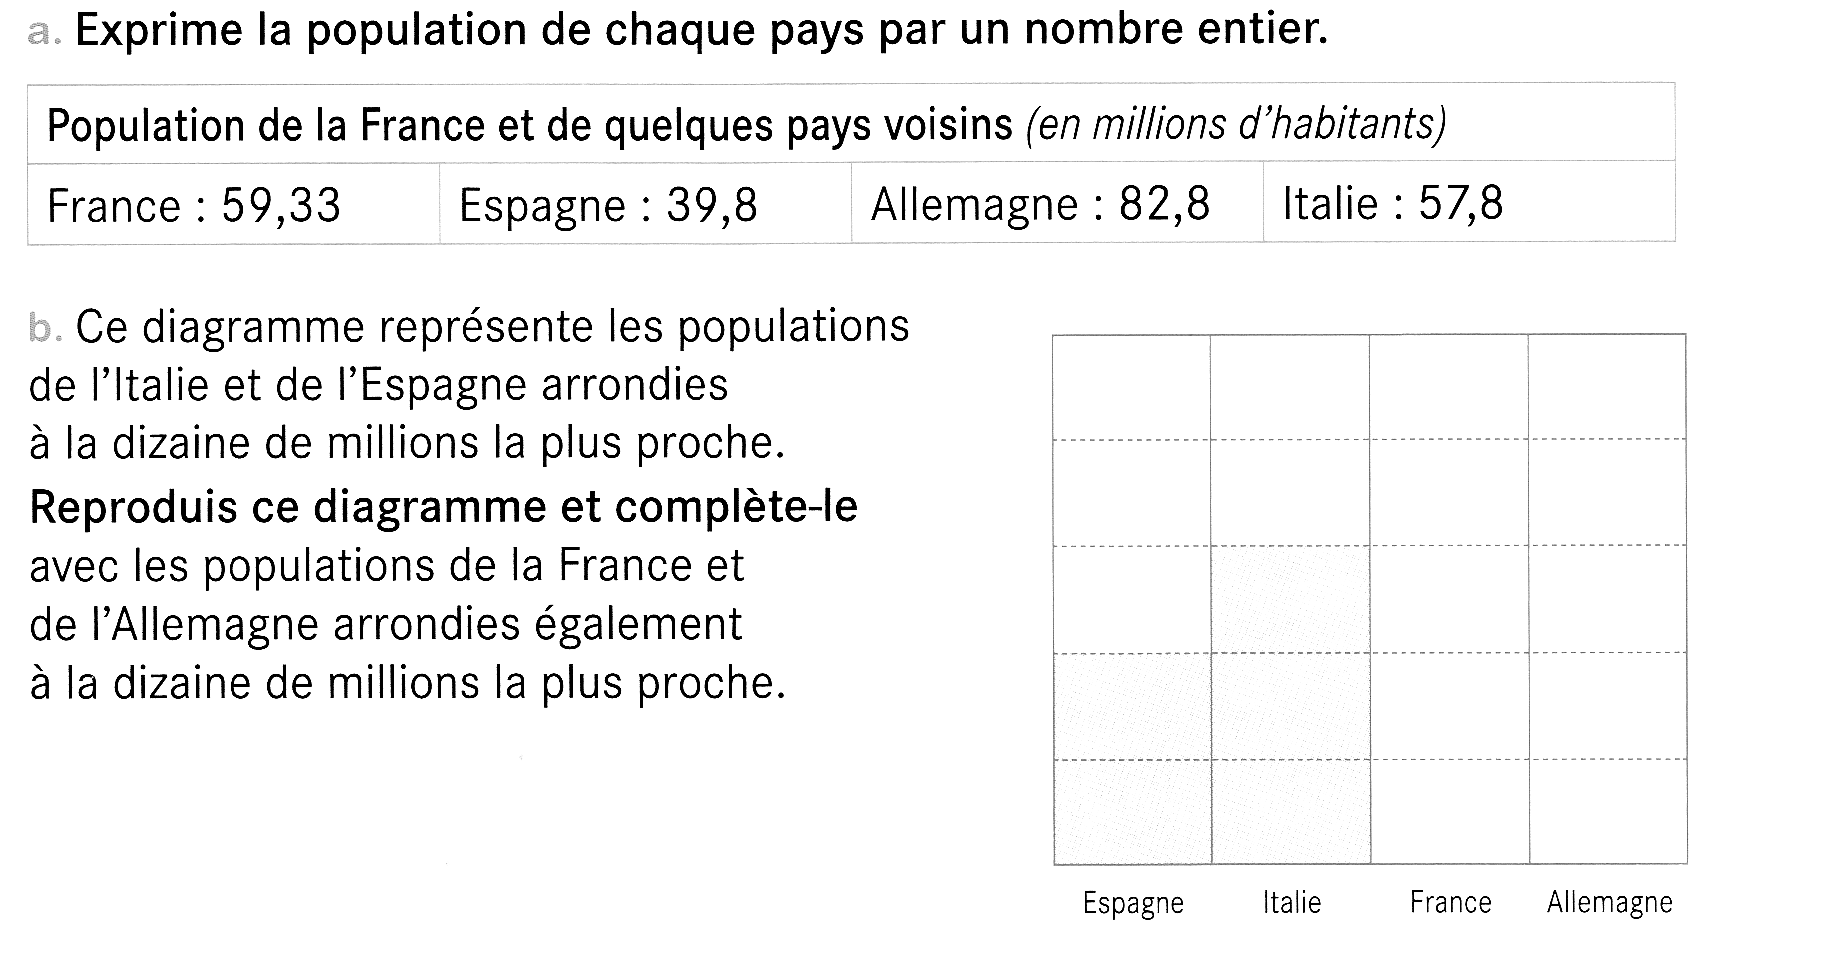 a. Exprime la population de chaque pays par un nombre entier.
Population de la France et de quelques pays voisins (en millions d'habitants)
France : 59,33 Espagne : 39,8 Allemagne : 82,8 Italie : 57,8
b. Ce diagramme représente les populations
de l'Italie et de l'Espagne arrondies
à la dizaine de millions la plus proche.
Reproduis ce diagramme et complète-le
avec les populations de la France et
de l'Allemagne arrondies également
à la dizaine de millions la plus proche.
Espagne Italie France Allemagne